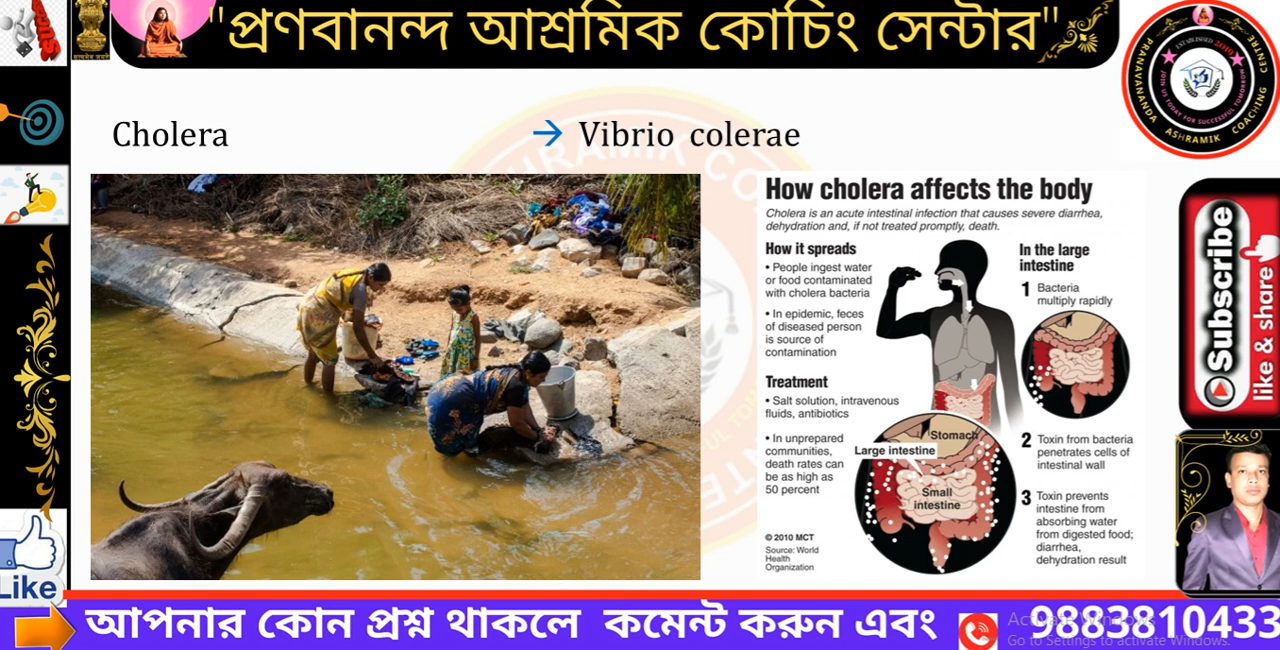 "প্রণবানন্দ আশ্রমিক কোচিং সেন্টার"
PRANAVANANDA ASHRAMIK COACHING CENTRE
JOIN US TODAY FOR SUCCESSFUL TOMORROW
Cholera → Vibrio colerae
How cholera affects the body
Cholera is an acute intestinal infection that causes severe diarrhea,
dehydration and, if not treated promptly, death.
How it spreads
• People ingest water
or food contaminated
with cholera bacteria
• In epidemic, feces
of diseased person
is source of
contamination
Treatment
• Salt solution, intravenous
fluids, antibiotics
• In unprepared
communities,
death rates can
be as high as
50 percent
© 2010 MCT
Source: World
Health
Organization
Stomach
Large intestine
Small
intestine
In the large
intestine
1 Bacteria
multiply rapidly
2 Toxin from bacteria
penetrates cells of
intestinal wall
3 Toxin prevents
intestine from
absorbing water
from digested food;
diarrhea,
dehydration result
Subscribe
like & share
Like
আপনার কোন প্রশ্ন থাকলে কমেন্ট করুন এবং 9883810433
Activate Windows
Go to Settings to activate Windows.